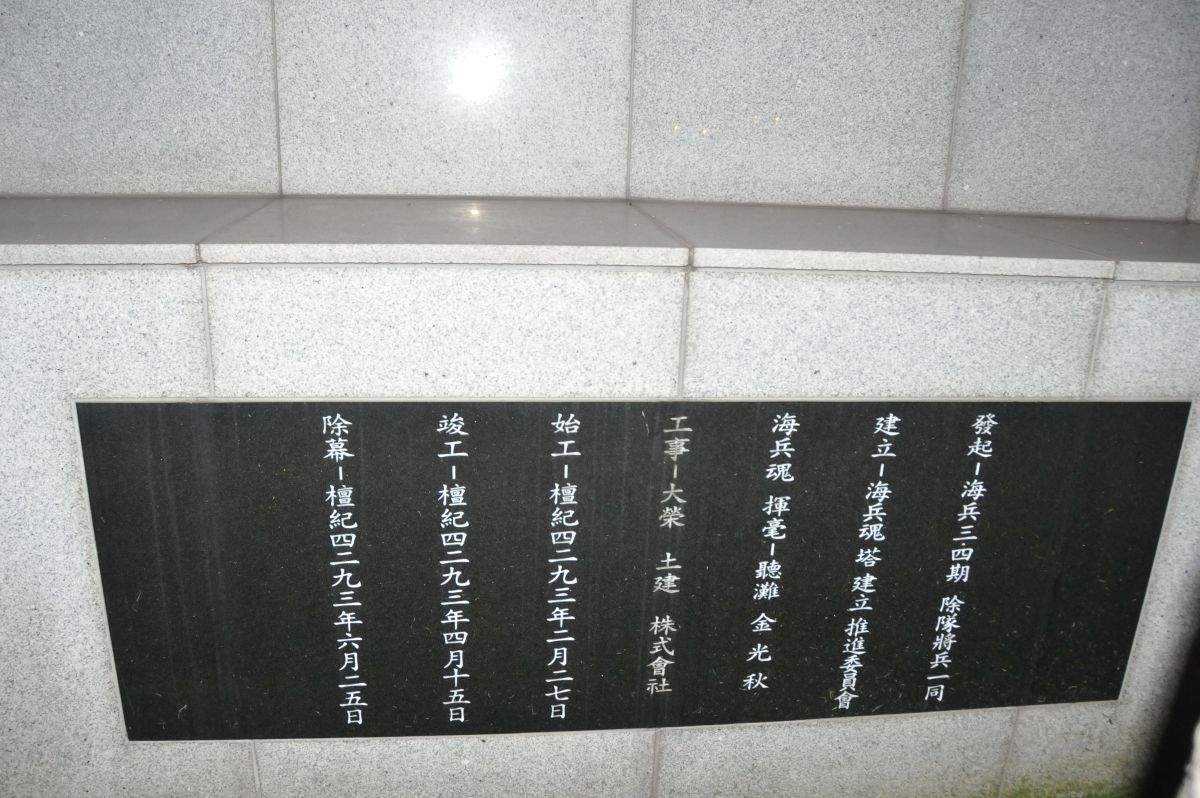 發起-海兵三·四期 除隊將兵一同
建立-海兵魂 塔 建立 推進委員會
海兵魂 揮毫-聽灘 金光秋
工事-大榮 土建 株式會社
始工-檀紀四二九三年二月二七日
竣工-檀紀四二九三年四月十五日
除幕-檀紀四二九三年六月二五日